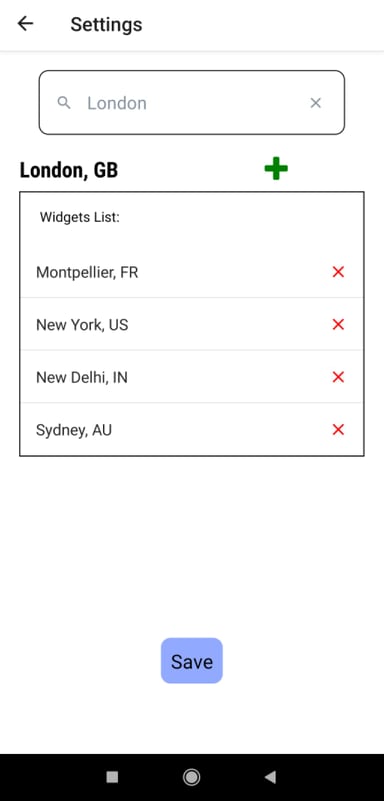 Settings
London
London, GB
Widgets List:
Montpellier, FR
New York, US
New Delhi, IN
Sydney, AU
Save